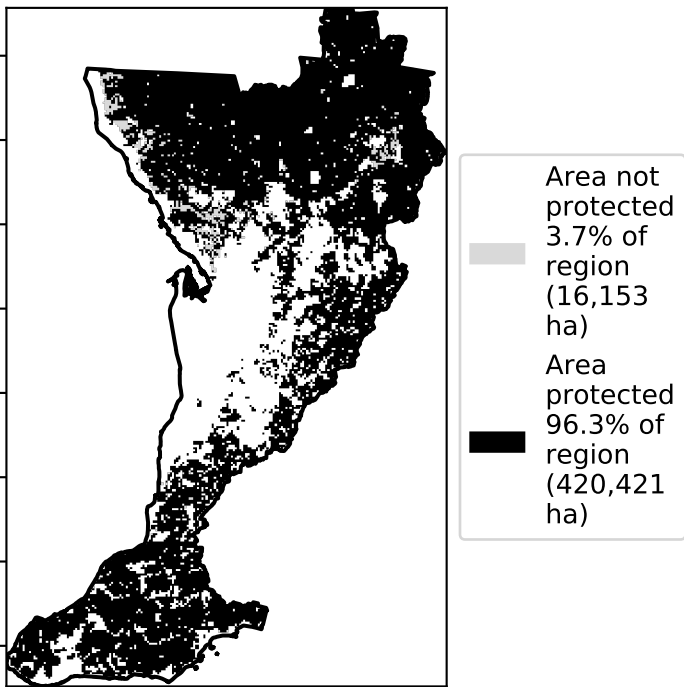 Area not
protected
3.7% of
region
(16,153
ha)
Area
protected
96.3% of
region
(420,421
ha)